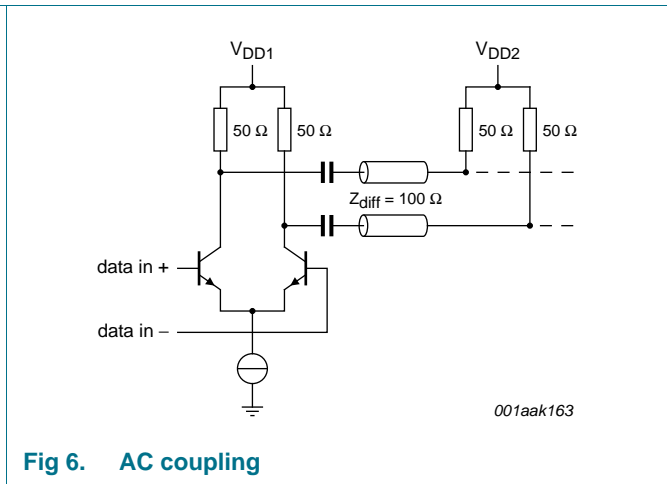 VDD1
VDD2
50 Ω
50 Ω
50 Ω
50 Ω
Zdiff = 100 Ω
data in +
data in −
001aak163
Fig 6. AC coupling